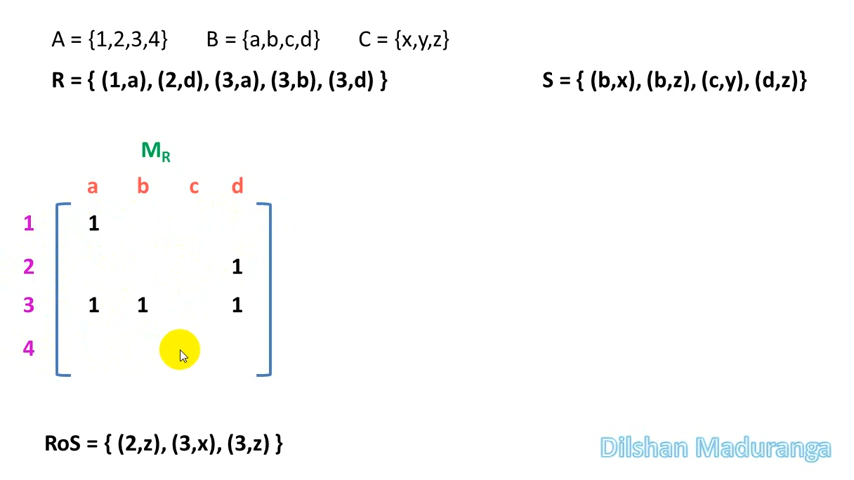 A = {1,2,3,4} B = {a,b,c,d} C = {x,y,z}
R = { (1,a), (2,d), (3,a), (3,b), (3,d) } S = { (b,x), (b,z), (c,y), (d,z)}
MR
a b c d
1 1
2 1
3 1 1 1
4
RoS = { (2,z), (3,x), (3,z) }
Dilshan Maduranga